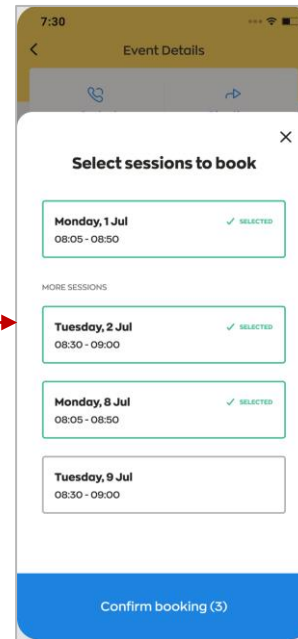 7:30
Event Details
Select sessions to book
Monday, 1 Jul
SELECTED
08:05 - 08:50
MORE SESSIONS
Tuesday, 2 Jul
SELECTED
08:30 - 09:00
Monday, 8 Jul
SELECTED
08:05 - 08:50
Tuesday, 9 Jul
08:30 - 09:00
Confirm booking (3)